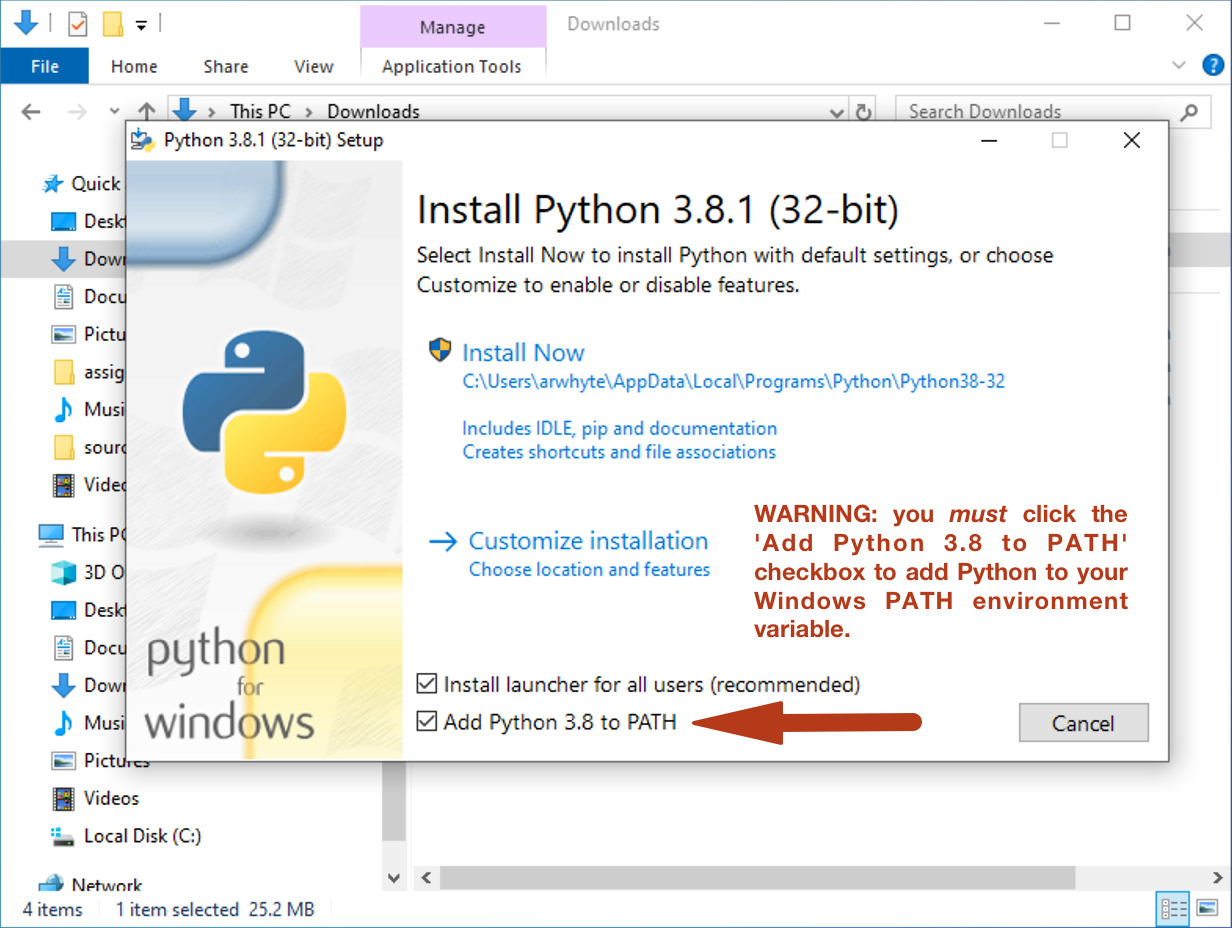 Manage
Downloads
File
Home
Share
View
Application Tools
This PC
Downloads
Search Downloads
Python 3.8.1 (32-bit) Setup
Quick
Deskt
Dowr
Docu
Pictu
assig
Musi
sourc
Videc
This PC
3D O
Deskt
Docu
Dowr
Musi
Pictures
Videos
Local Disk (C:)
Network
Install Python 3.8.1 (32-bit)
Select Install Now to install Python with default settings, or choose
Customize to enable or disable features.
Install Now
C:\Users\arwhyte\AppData\Local\Programs\Python\Python38-32
Includes IDLE, pip and documentation
Creates shortcuts and file associations
Customize installation
Choose location and features
WARNING: you must click the
'Add Python 3.8 to PATH'
checkbox to add Python to your
Windows PATH environment
variable.
python
for
windows
Install launcher for all users (recommended)
Add Python 3.8 to PATH
Cancel
4 items
1 item selected 25.2 MB